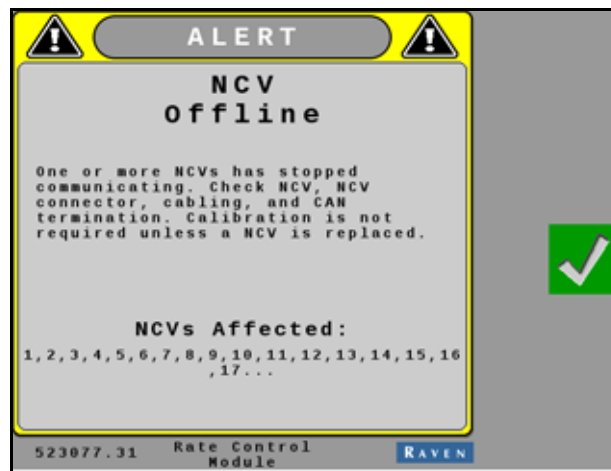 ALERT
NCV
Offline
One or more NCVs has stopped
communicating. Check NCV, NCV
connector, cabling, and CAN
termination. Calibration is not
required unless a NCV is replaced.
NCVs Affected:
1,2,3,4,5,6,7,8,9,10,11,12,13,14,15,16
,17...
523077.31
Rate Control
Module
RAVEN